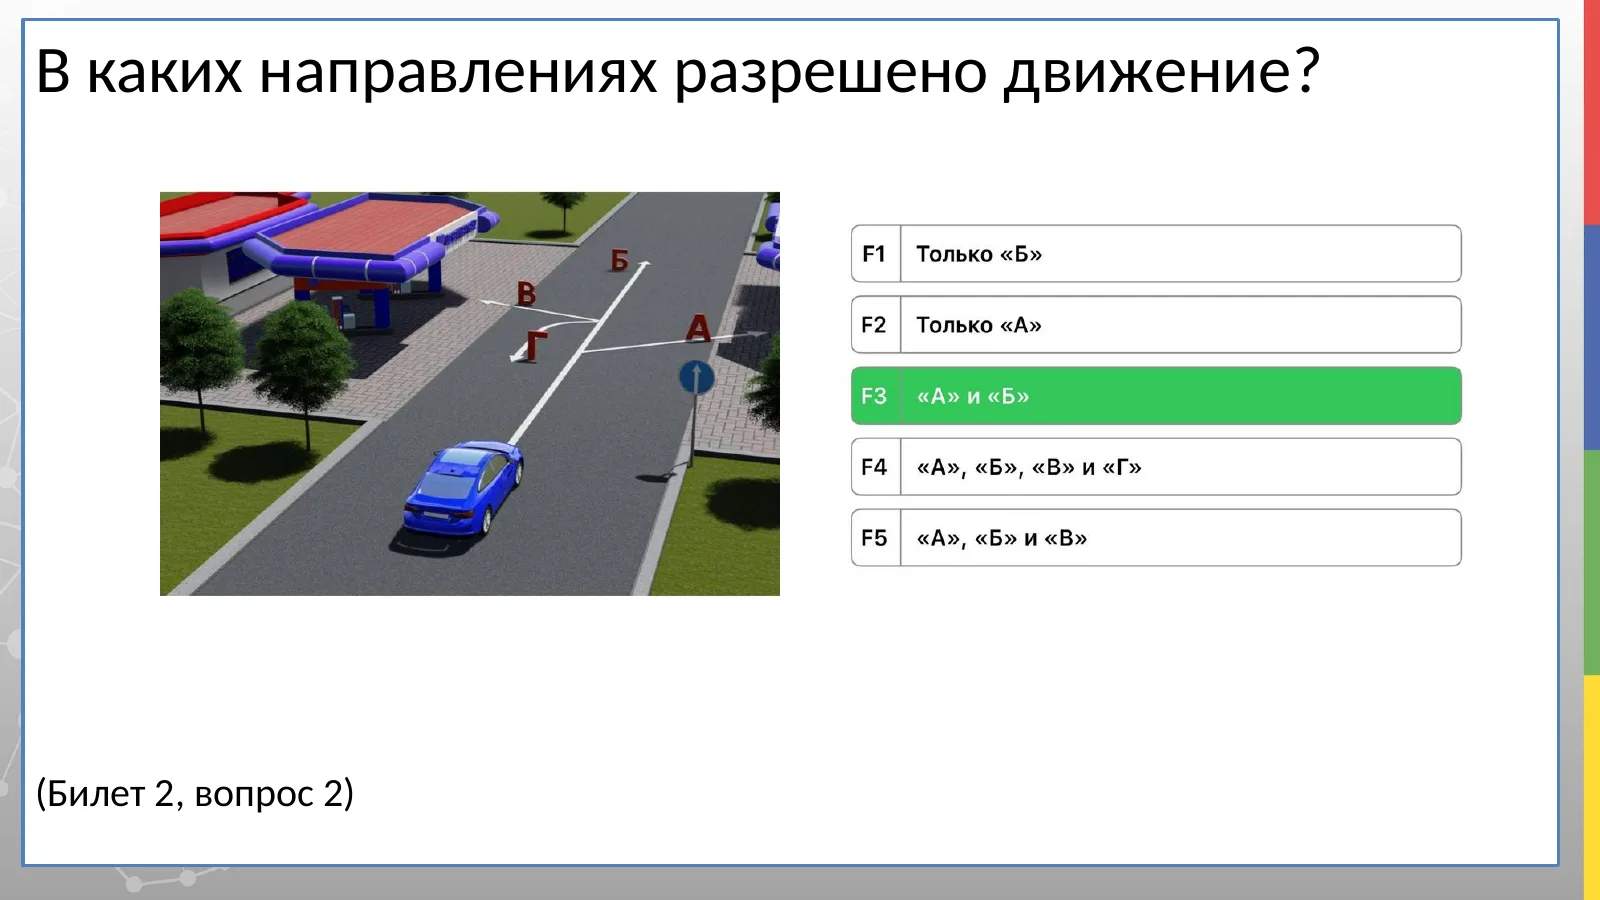 В каких направлениях разрешено движение?
Б
В
Г
А
F1 Только «Б»
F2 Только «А»
F3 «А» и «Б»
F4 «А», «Б», «В» и «Г»
F5 «А», «Б» и «В»
(Билет 2, вопрос 2)